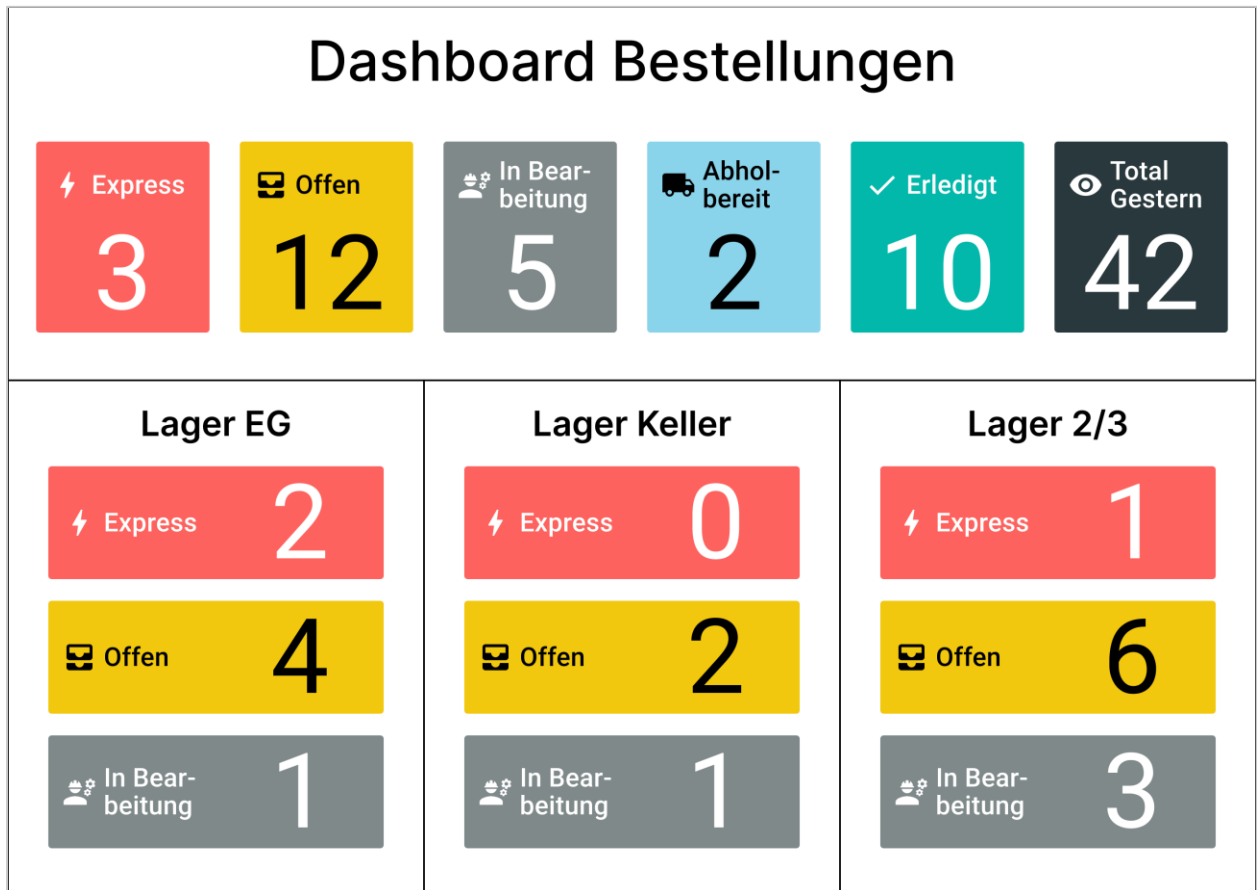 Dashboard Bestellungen
Express
3
Offen
12
In Bear-
beitung
5
Abhol-
bereit
2
Erledigt
10
Total
Gestern
42
Lager EG
Express
2
Offen
4
In Bear-
beitung
1
Lager Keller
Express
0
Offen
2
In Bear-
beitung
1
Lager 2/3
Express
1
Offen
6
In Bear-
beitung
3